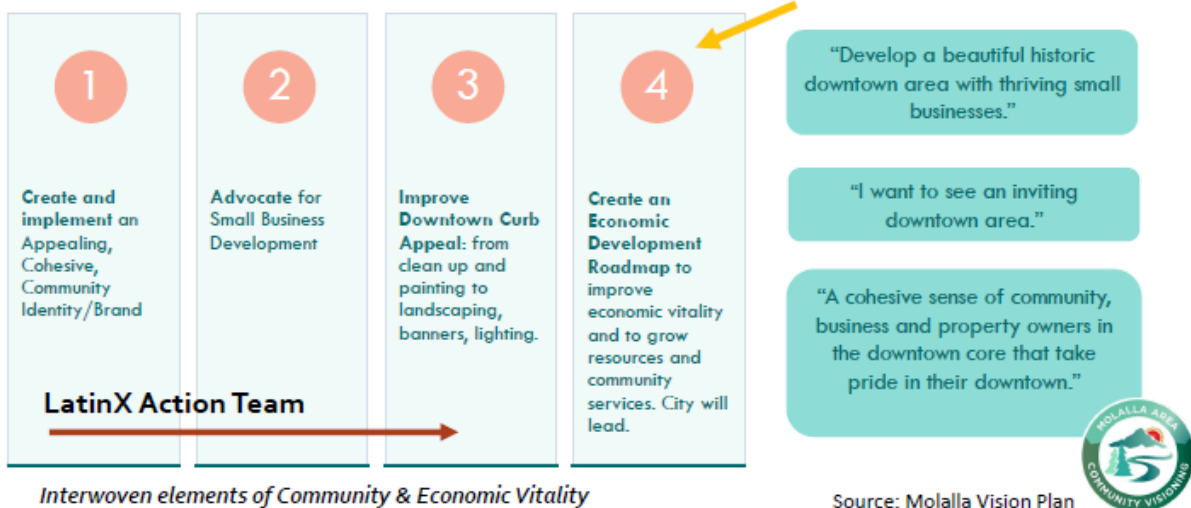 1
Create and
implement an
Appealing,
Cohesive,
Community
Identity/Brand
2
Advocate for
Small Business
Development
3
Improve
Downtown Curb
Appeal: from
clean up and
painting to
landscaping,
banners, lighting.
4
Create an
Economic
Development
Roadmap to
improve
economic vitality
and to grow
resources and
community
services. City will
lead.
LatinX Action Team
Interwoven elements of Community & Economic Vitality
“Develop a beautiful historic
downtown area with thriving small
businesses.”
“I want to see an inviting
downtown area.”
“A cohesive sense of community,
business and property owners in
the downtown core that take
pride in their downtown.”
MOLALLA AREA
COMMUNITY VISIONING
Source: Molalla Vision Plan